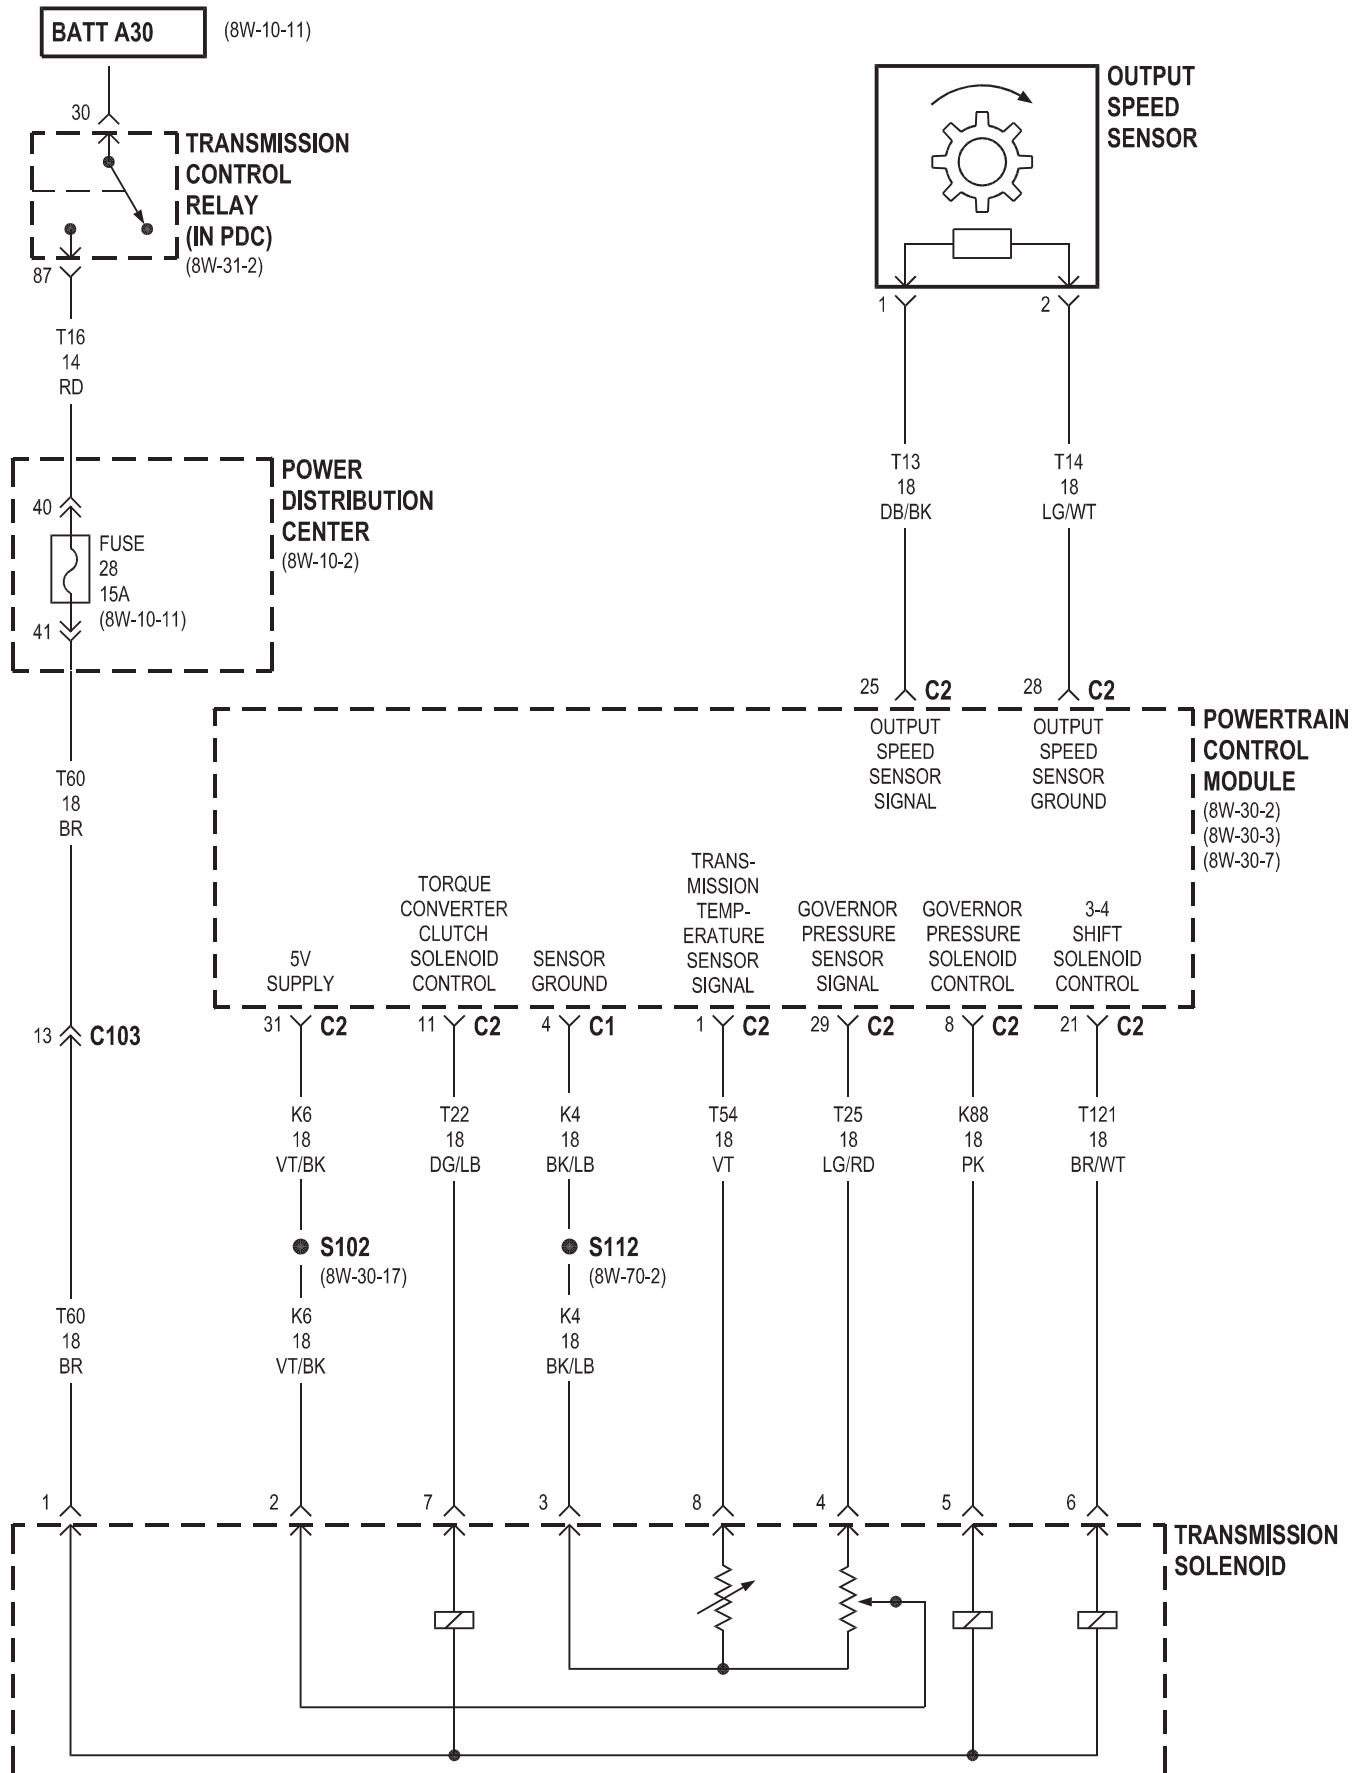 BATT A30
(8W-10-11)
30
TRANSMISSION
CONTROL
RELAY
(IN PDC)
(8W-31-2)
87
T16
14
RD
OUTPUT
SPEED
SENSOR
1
2
T13
18
DB/BK
T14
18
LG/WT
POWER
DISTRIBUTION
CENTER
(8W-10-2)
40
FUSE
28
15A
(8W-10-11)
41
T60
18
BR
13
C103
T60
18
BR
25
C2
28
C2
POWERTRAIN
CONTROL
MODULE
(8W-30-2)
(8W-30-3)
(8W-30-7)
OUTPUT
SPEED
SENSOR
SIGNAL
OUTPUT
SPEED
SENSOR
GROUND
5V
SUPPLY
TORQUE
CONVERTER
CLUTCH
SOLENOID
CONTROL
SENSOR
GROUND
TRANS-
MISSION
TEMP-
ERATURE
SENSOR
SIGNAL
GOVERNOR
PRESSURE
SENSOR
SIGNAL
GOVERNOR
PRESSURE
SOLENOID
CONTROL
3-4
SHIFT
SOLENOID
CONTROL
31
C2
11
C2
4
C1
1
C2
29
C2
8
C2
21
C2
K6
18
VT/BK
T22
18
DG/LB
K4
18
BK/LB
T54
18
VT
T25
18
LG/RD
K88
18
PK
T121
18
BR/WT
S102
(8W-30-17)
S112
(8W-70-2)
K6
18
VT/BK
K4
18
BK/LB
1
2
7
3
8
4
5
6
TRANSMISSION
SOLENOID